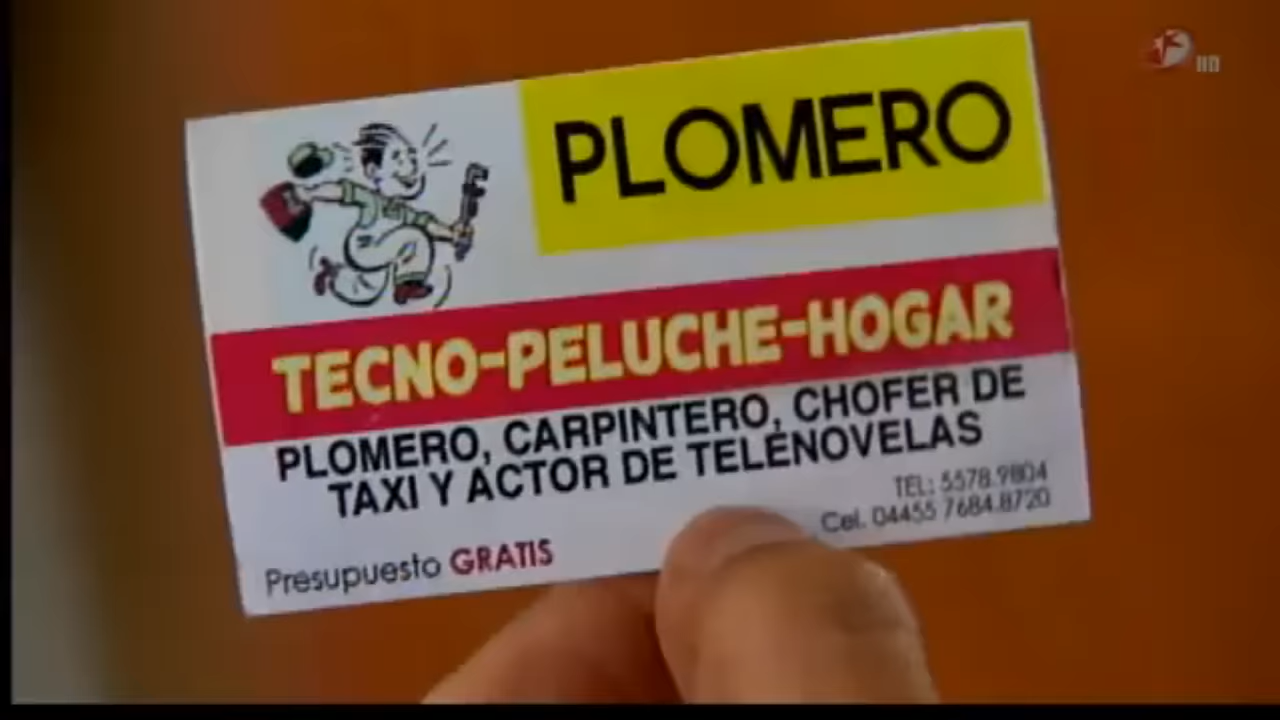 HD
PLOMERO
TECNO-PELUCHE-HOGAR
PLOMERO, CARPINTERO, CHOFER DE
TAXI Y ACTOR DE TELENOVELAS
TEL: 5578.9804
Cel. 04455 7684.8720
Presupuesto GRATIS